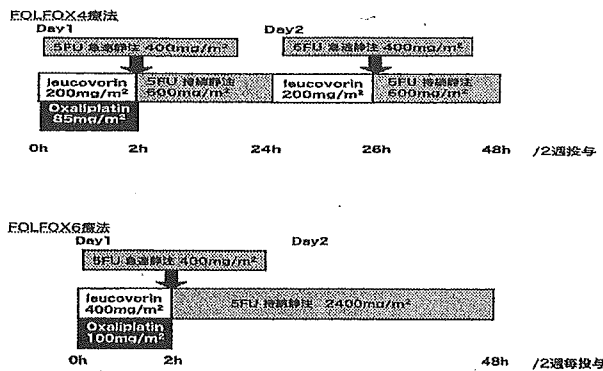 FOLFOX4療法
Day1 Day2
5FU 急速静注 400mg/m² 5FU 急速静注 400mg/m²
leucovorin 200mg/m² 5FU 持続静注 600mg/m² leucovorin 200mg/m² 5FU 持続静注 600mg/m²
Oxaliplatin 85mg/m²
0h 2h 24h 26h 48h /2週投与
FOLFOX6療法
Day1 Day2
5FU 急速静注 400mg/m²
leucovorin 400mg/m² 5FU 持続静注 2400mg/m²
Oxaliplatin 100mg/m²
0h 2h 48h /2週毎投与